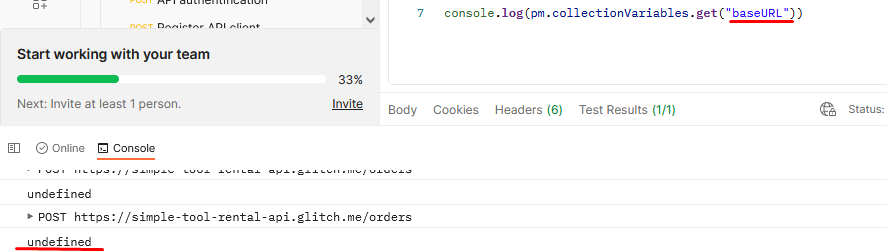 API authentication
POST Register API client
Start working with your team
33%
Next: Invite at least 1 person.
Invite
7 console.log(pm.collectionVariables.get("baseURL"))
Body Cookies Headers (6) Test Results (1/1) Status:
Online Console
POST https://simple-tool-rental-api.glitch.me/orders
undefined
POST https://simple-tool-rental-api.glitch.me/orders
undefined